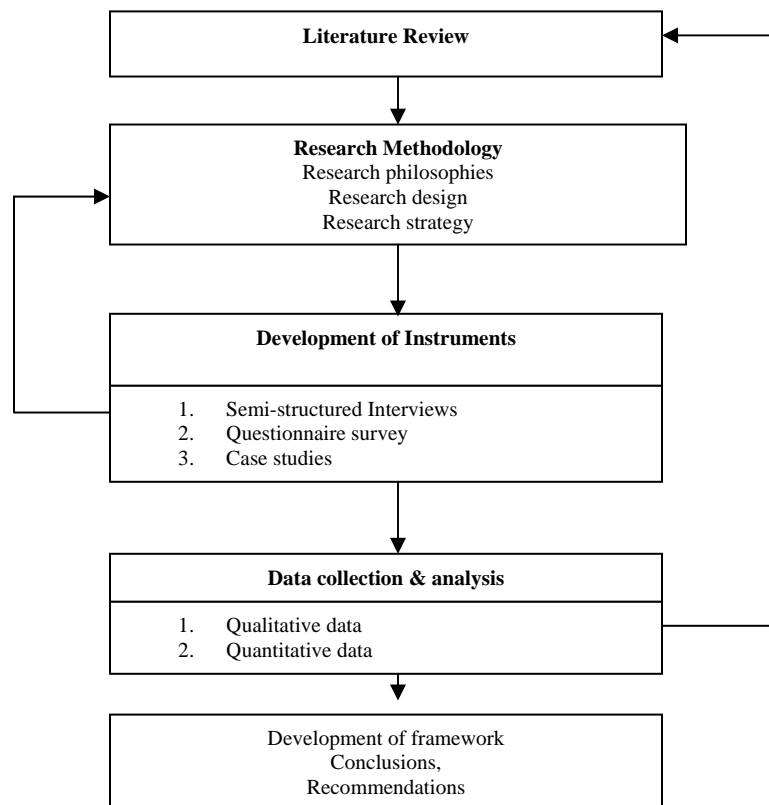 Literature Review
Research Methodology
Research philosophies
Research design
Research strategy
Development of Instruments
1. Semi-structured Interviews
2. Questionnaire survey
3. Case studies
Data collection & analysis
1. Qualitative data
2. Quantitative data
Development of framework
Conclusions,
Recommendations